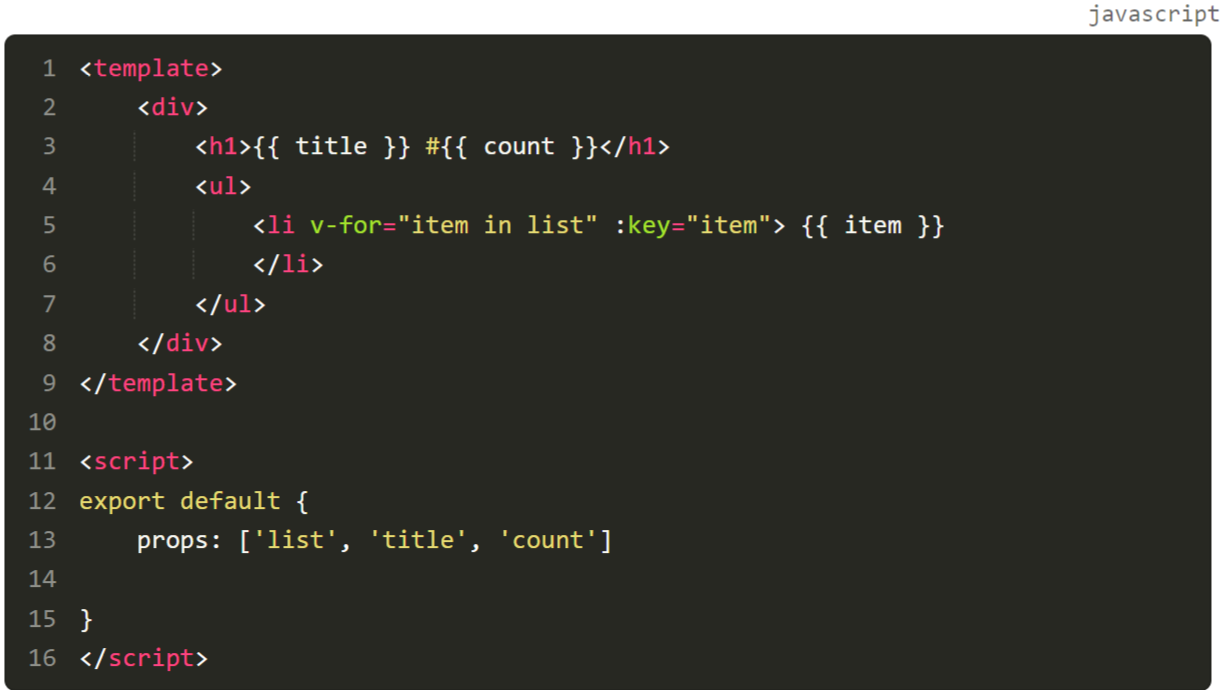 javascript
1 <template>
2     <div>
3         <h1>{{ title }} #{{ count }}</h1>
4         <ul>
5             <li v-for="item in list" :key="item"> {{ item }}
6             </li>
7         </ul>
8     </div>
9 </template>
10
11 <script>
12 export default {
13     props: ['list', 'title', 'count']
14
15 }
16 </script>